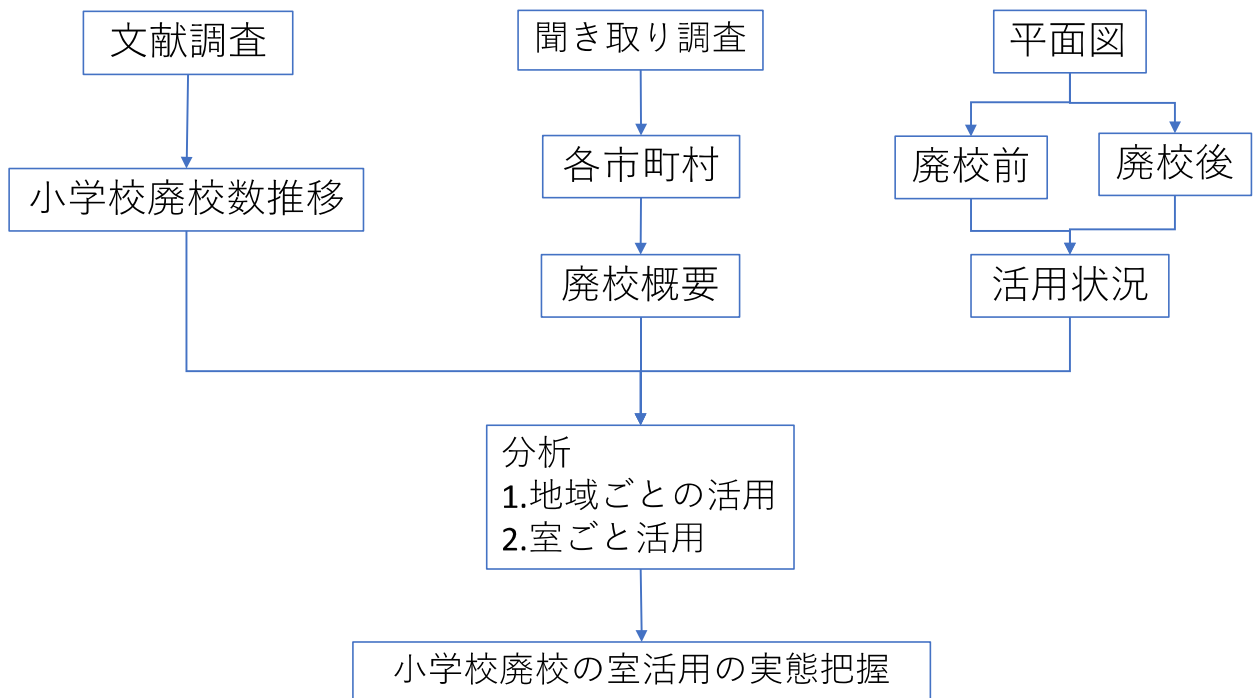 文献調査
聞き取り調査
平面図
小学校廃校数推移
各市町村
廃校前
廃校後
廃校概要
活用状況
分析
1.地域ごとの活用
2.室ごと活用
小学校廃校の室活用の実態把握